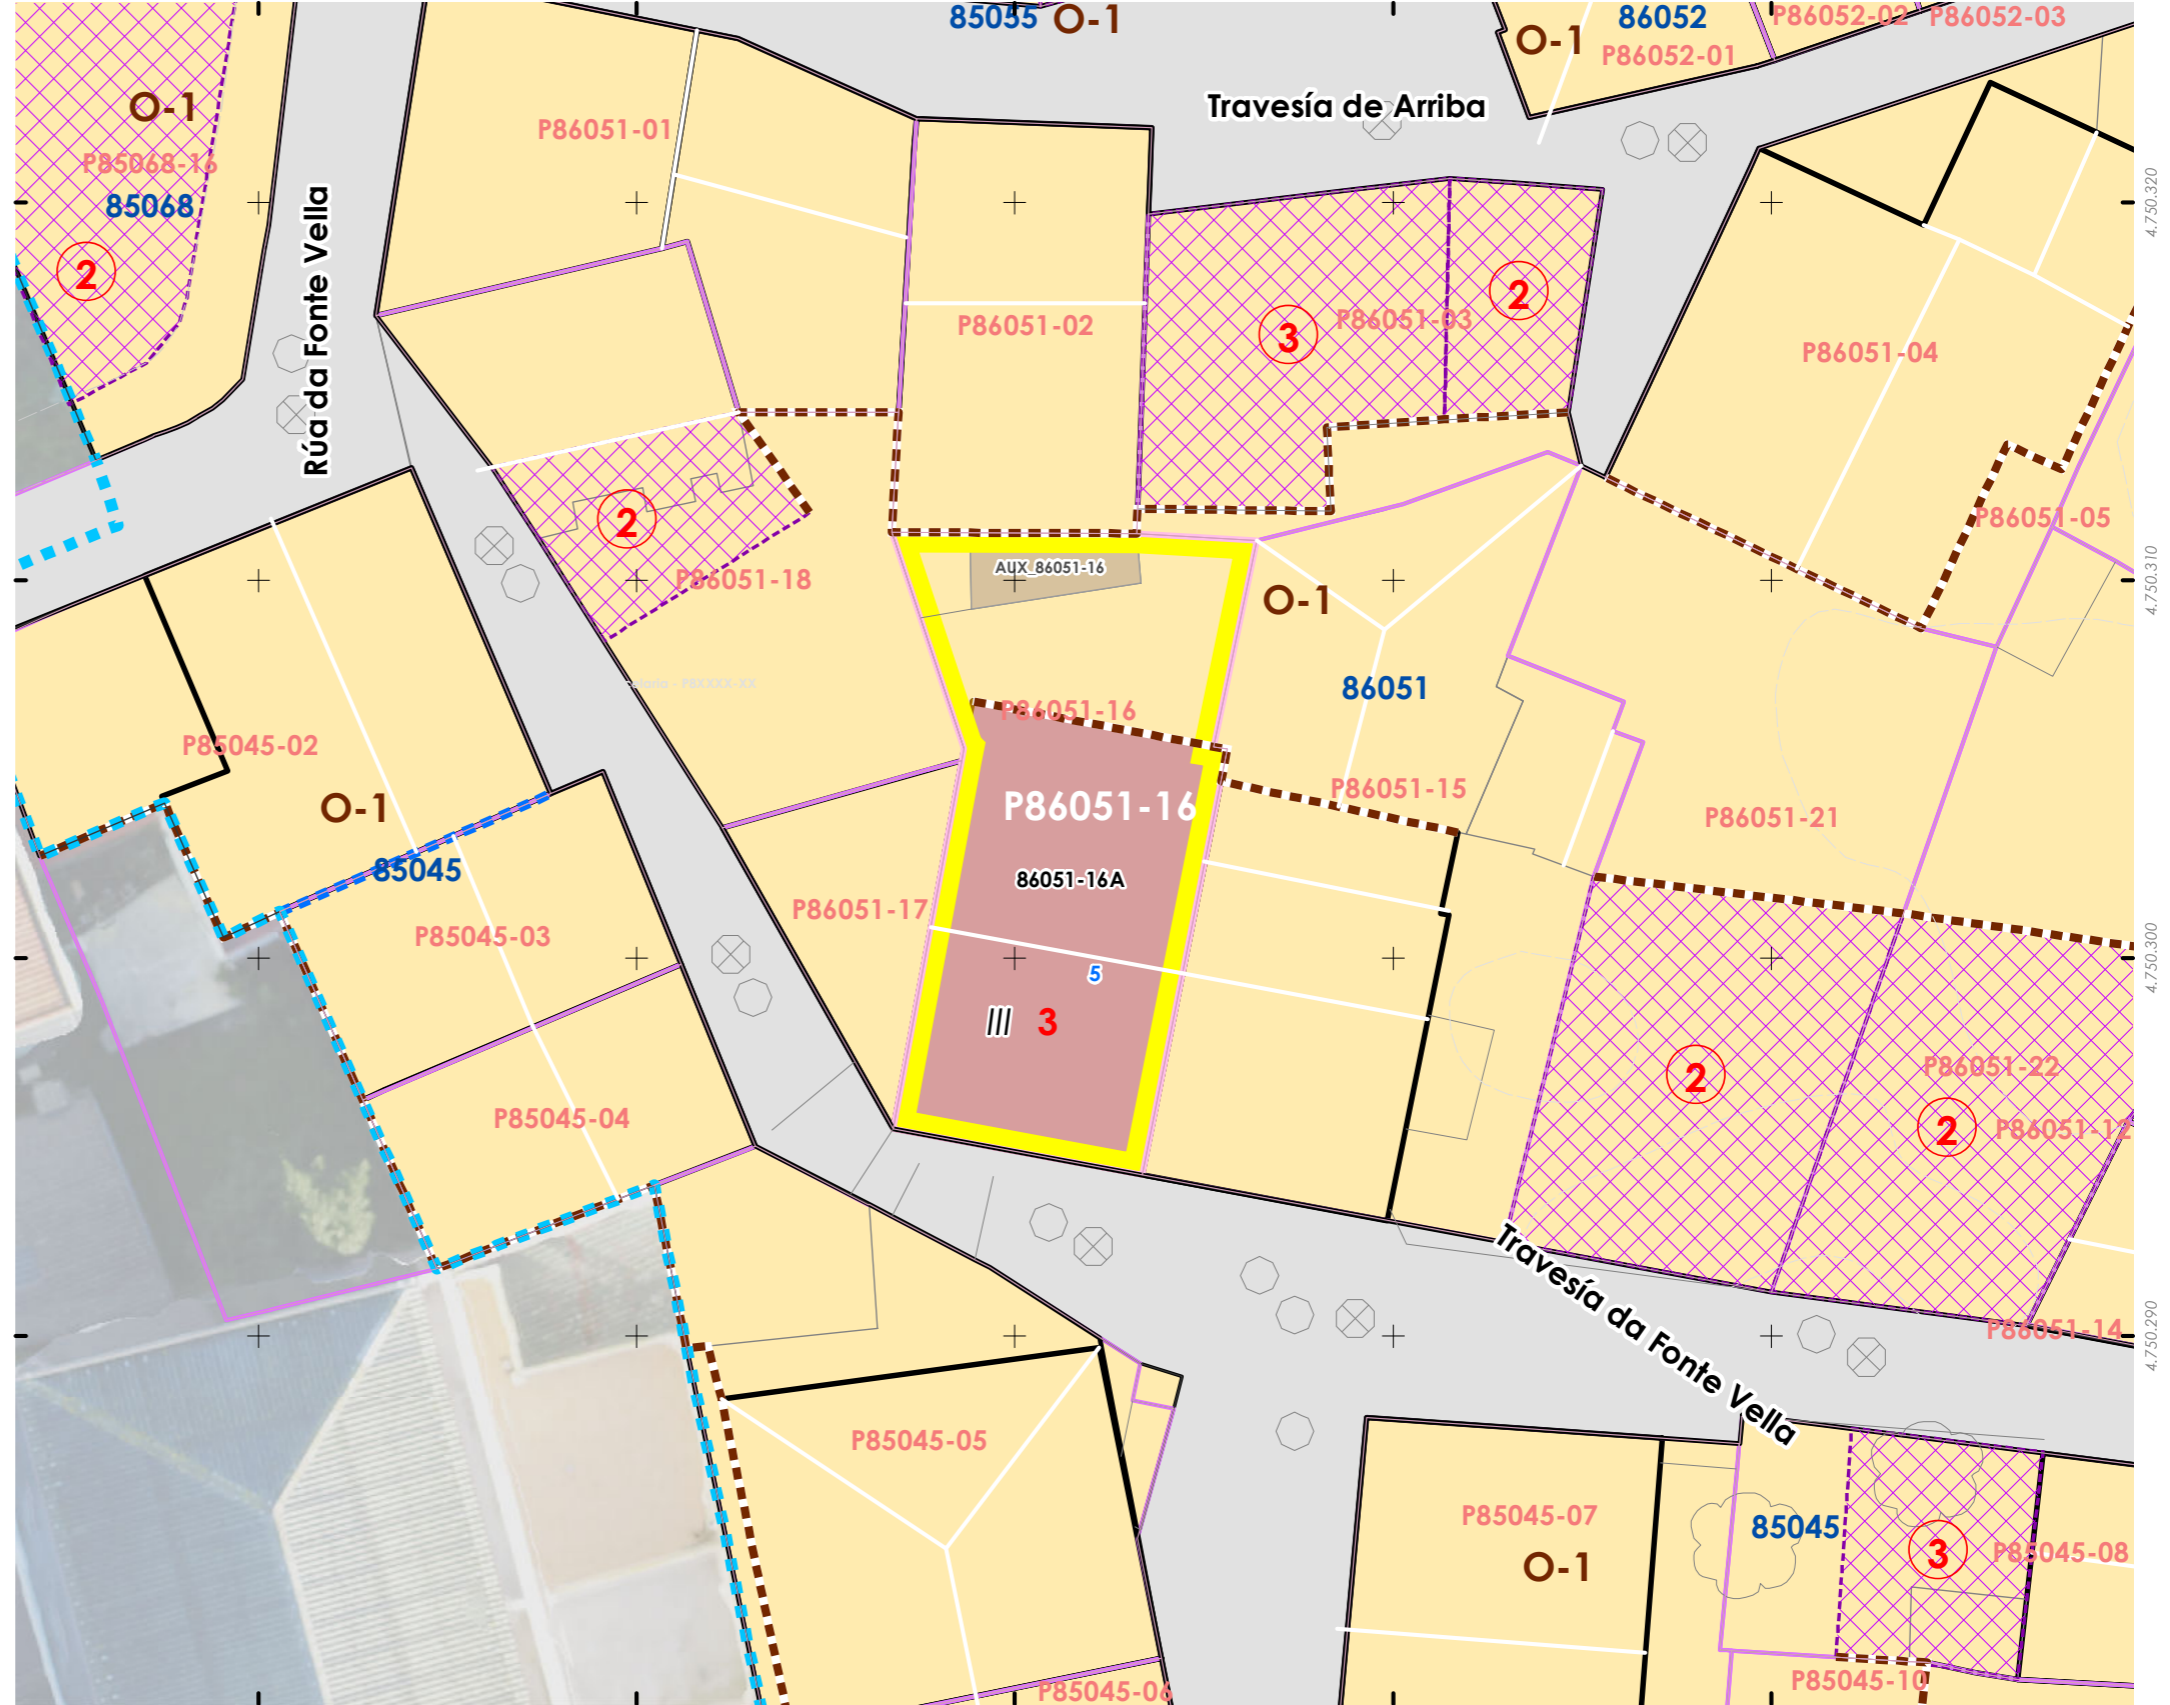 85055 O-1
O-1
86052
P86052-01
P86052-02
P86052-03
O-1
P85068-16
85068
2
Rúa da Fonte Vella
P86051-01
Travesía de Arriba
P86051-02
3
P86051-03
2
P86051-04
4.750.320
2
P86051-18
AUX_86051-16
O-1
P86051-05
4.750.310
86051
P86051-16
P86051-15
P86051-21
P85045-02
O-1
85045
P86051-16
86051-16A
P86051-17
5
III 3
P85045-03
P85045-04
4.750.300
2
P86051-22
2
P86051-12
P86051-14
4.750.290
Travesía da Fonte Vella
P85045-05
P85045-06
P85045-07
O-1
85045
3
P85045-08
P85045-10